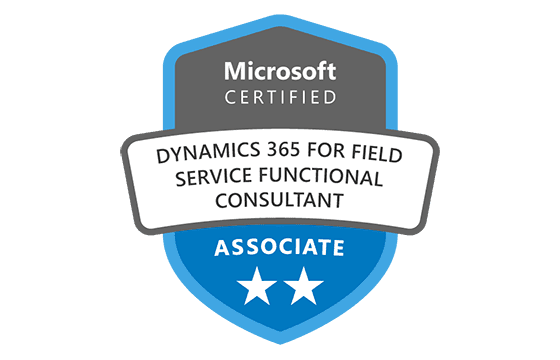 Microsoft
CERTIFIED
DYNAMICS 365 FOR FIELD
SERVICE FUNCTIONAL
CONSULTANT
ASSOCIATE